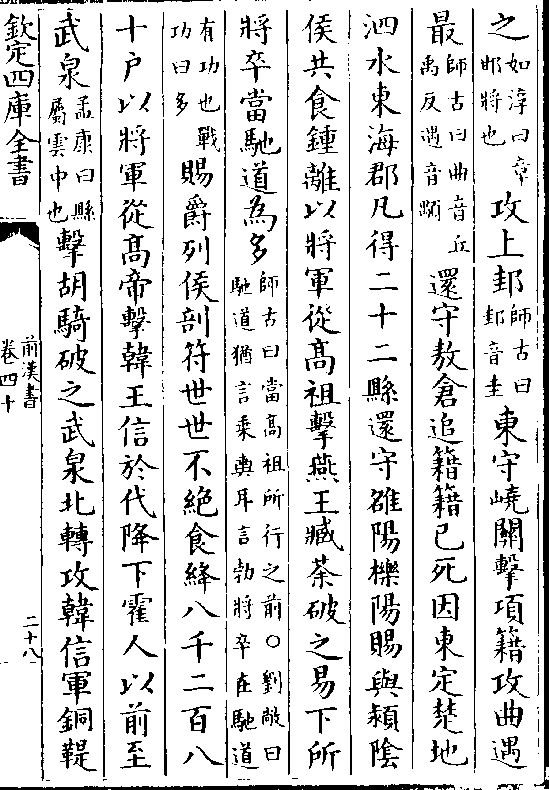 之如淳曰章邯將也攻上邽師古曰邽音圭東守嶢關擊項籍攻曲遇
最師古曰曲音丘禹反遇音顒還守敖倉追籍籍已死因東定楚地
泗水東海郡凡得二十二縣還守雒陽櫟陽賜與潁陰
侯共食鍾離以將軍從高祖擊燕王臧荼破之易下所
將卒當馳道為多師古曰當高祖所行之前○劉敞曰馳道猶言乘輿耳言勃將卒在馳道
有功也戰功曰多賜爵列侯剖符世世不絕食絳八千二百八
十户以將軍從高帝擊韓王信於代降下霍人以前至
武泉孟康曰縣屬雲中也擊胡騎破之武泉北轉攻韓信軍銅鞮
欽定四庫全書
前漢書
卷四十
二十八